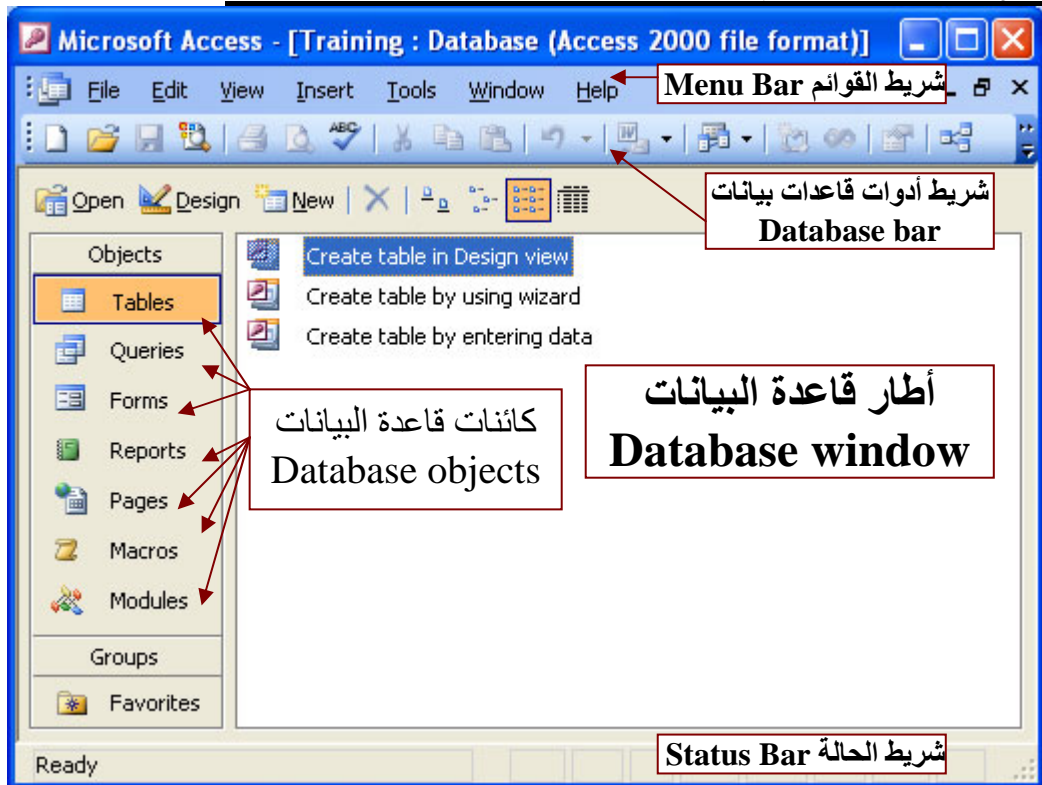 Microsoft Access - [Training : Database (Access 2000 file format)]
File Edit View Insert Tools Window Help
شريط القوائم Menu Bar
ABC
W
شريط أدوات قاعدات بيانات
Database bar
Open Design New
Objects
Tables
Queries
Forms
Reports
Pages
Macros
Modules
Groups
Favorites
Create table in Design view
Create table by using wizard
Create table by entering data
كائنات قاعدة البيانات
Database objects
أطار قاعدة البيانات
Database window
Ready
شريط الحالة Status Bar